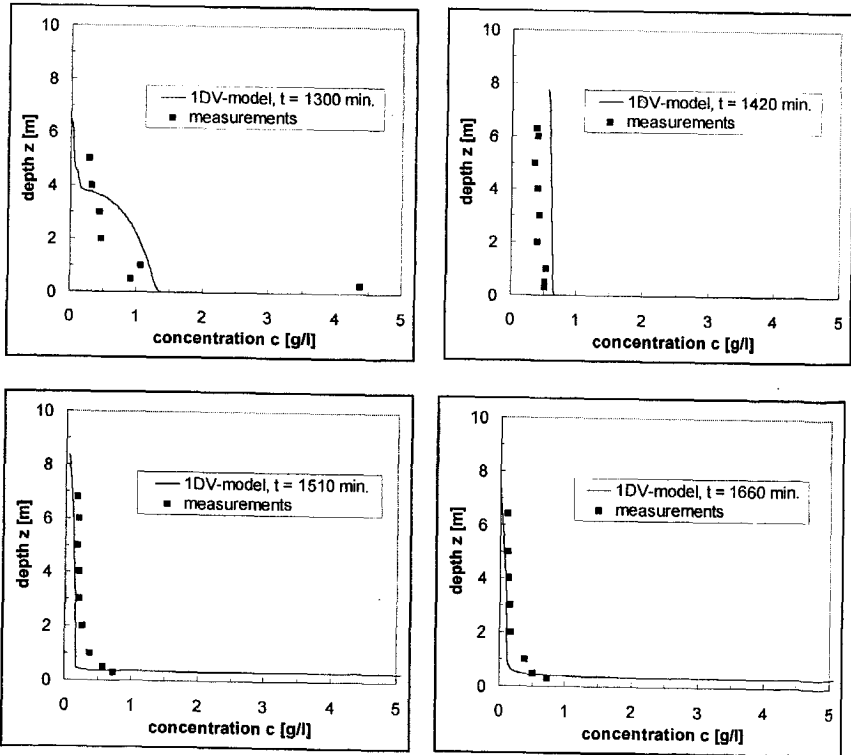 10
8
6
4
2
0
depth z [m]
1DV-model, t = 1300 min.
measurements
0 1 2 3 4 5
concentration c [g/l]
10
8
6
4
2
0
depth z [m]
1DV-model, t = 1420 min.
measurements
0 1 2 3 4 5
concentration c [g/l]
10
8
6
4
2
0
depth z [m]
1DV-model, t = 1510 min.
measurements
0 1 2 3 4 5
concentration c [g/l]
10
8
6
4
2
0
depth z [m]
1DV-model, t = 1660 min.
measurements
0 1 2 3 4 5
concentration c [g/l]